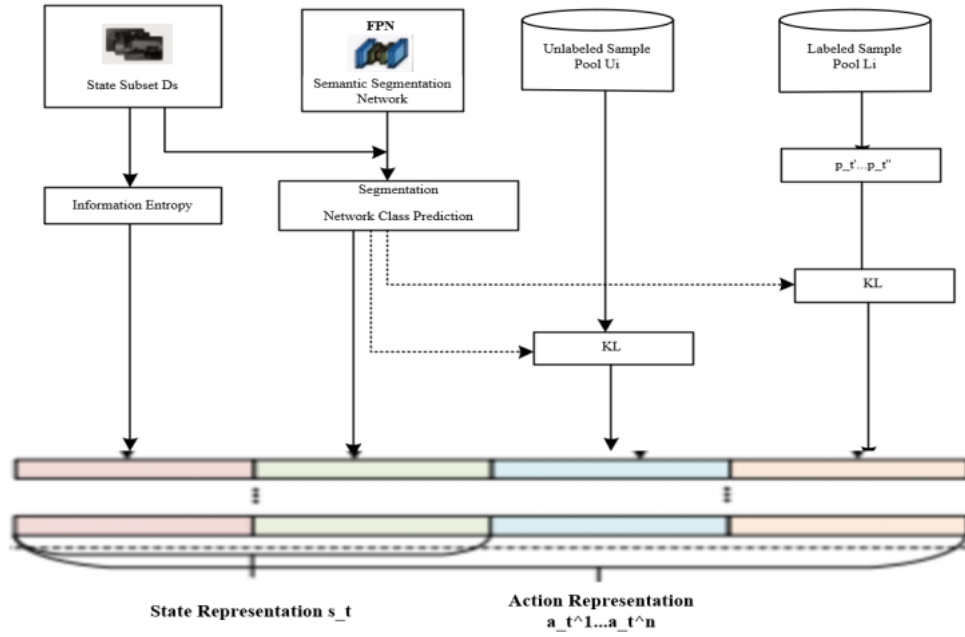 State Subset Ds
FPN
Semantic Segmentation
Network
Unlabeled Sample
Pool Ui
Labeled Sample
Pool Li
p_t'...p_t"
Information Entropy
Segmentation
Network Class Prediction
KL
KL
State Representation s_t
Action Representation
a_t^1...a_t^n